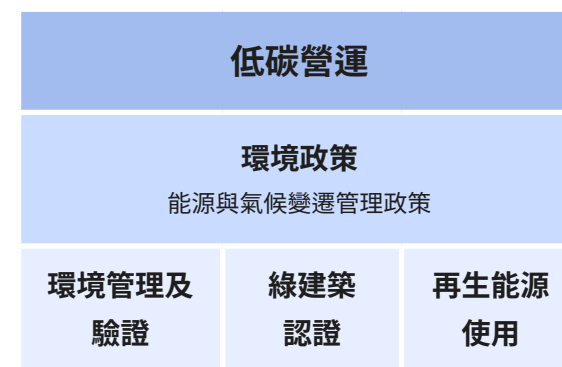 低碳營運
環境政策
能源與氣候變遷管理政策
環境管理及
驗證
綠建築
認證
再生能源
使用